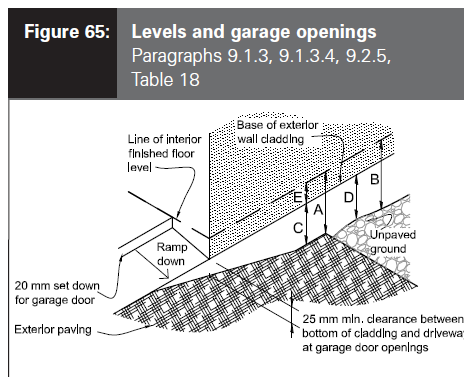 Figure 65:
Levels and garage openings
Paragraphs 9.1.3, 9.1.3.4, 9.2.5,
Table 18
Line of interior
finished floor
level
Base of exterior
wall cladding
E
A
B
C
D
Ramp
down
Unpaved
ground
20 mm set down
for garage door
Exterior paving
25 mm min. clearance between
bottom of cladding and driveway
at garage door openings